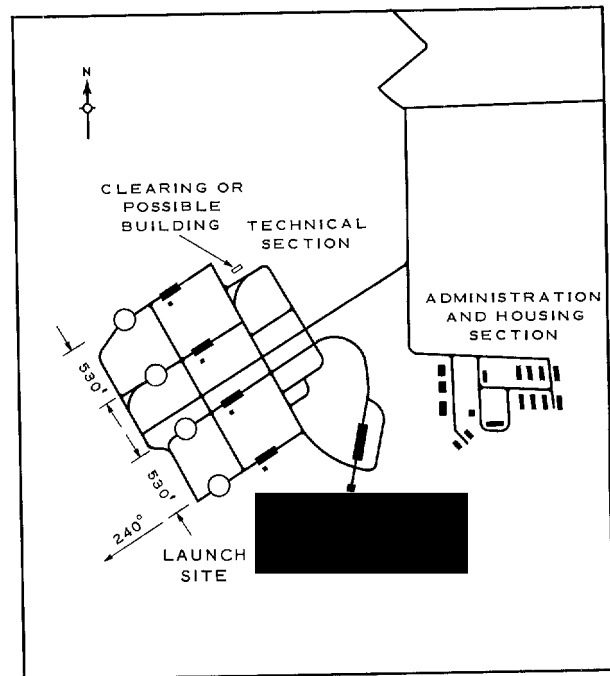 N
CLEARING OR
POSSIBLE
BUILDING
TECHNICAL
SECTION
ADMINISTRATION
AND HOUSING
SECTION
530'
530'
240°
LAUNCH
SITE